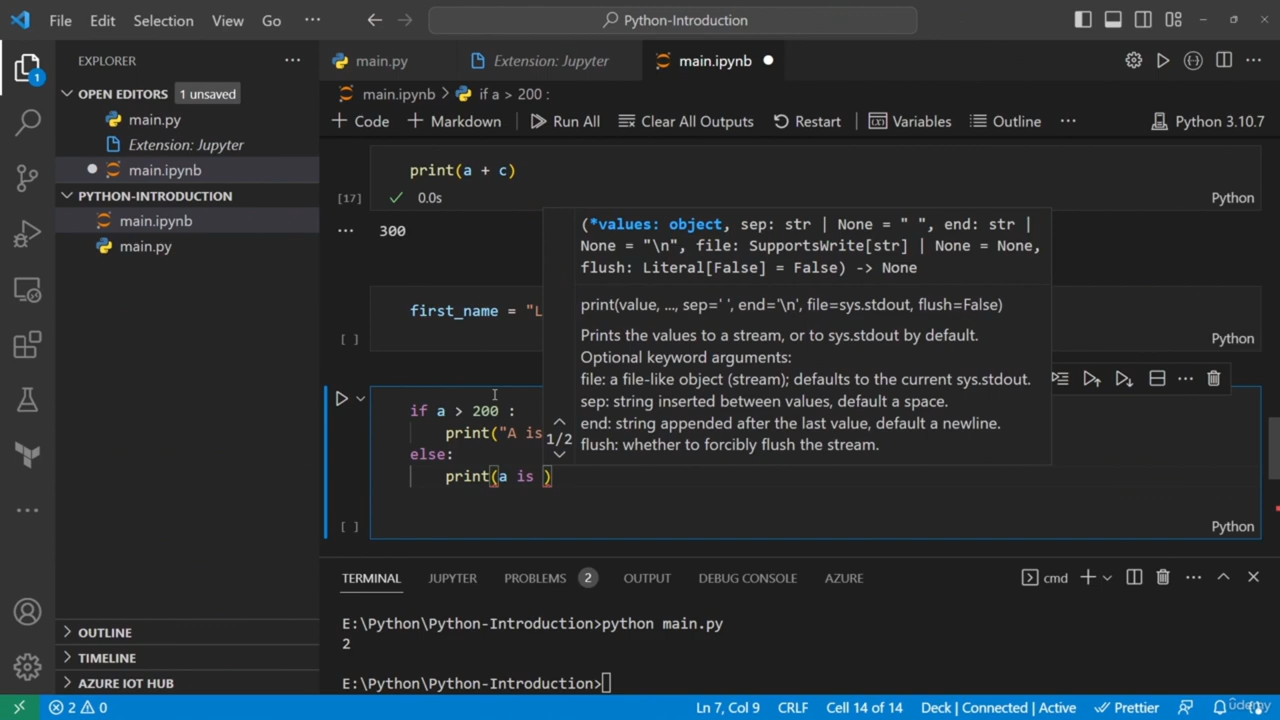 File Edit Selection View Go ··· Python-Introduction
EXPLORER ···
OPEN EDITORS 1 unsaved
main.py
Extension: Jupyter
main.ipynb
PYTHON-INTRODUCTION
main.ipynb
main.py
OUTLINE
TIMELINE
AZURE IOT HUB
1
main.py Extension: Jupyter main.ipynb
main.ipynb > if a > 200 :
+ Code + Markdown Run All Clear All Outputs Restart Variables Outline ··· Python 3.10.7
print(a + c)
[17] 0.0s Python
··· 300
first_name = "L
[ ] Python
(*values: object, sep: str | None = " ", end: str |
None = "\n", file: SupportsWrite[str] | None = None,
flush: Literal[False] = False) -> None
print(value, ..., sep=' ', end='\n', file=sys.stdout, flush=False)
Prints the values to a stream, or to sys.stdout by default.
Optional keyword arguments:
file: a file-like object (stream); defaults to the current sys.stdout.
sep: string inserted between values, default a space.
end: string appended after the last value, default a newline.
flush: whether to forcibly flush the stream.
1/2
if a > 200 :
print("A is
else:
print(a is )
[ ] Python
TERMINAL JUPYTER PROBLEMS 2 OUTPUT DEBUG CONSOLE AZURE cmd
E:\Python\Python-Introduction>python main.py
2
E:\Python\Python-Introduction>
2 0 Ln 7, Col 9 CRLF Cell 14 of 14 Deck | Connected | Active Prettier
udemy